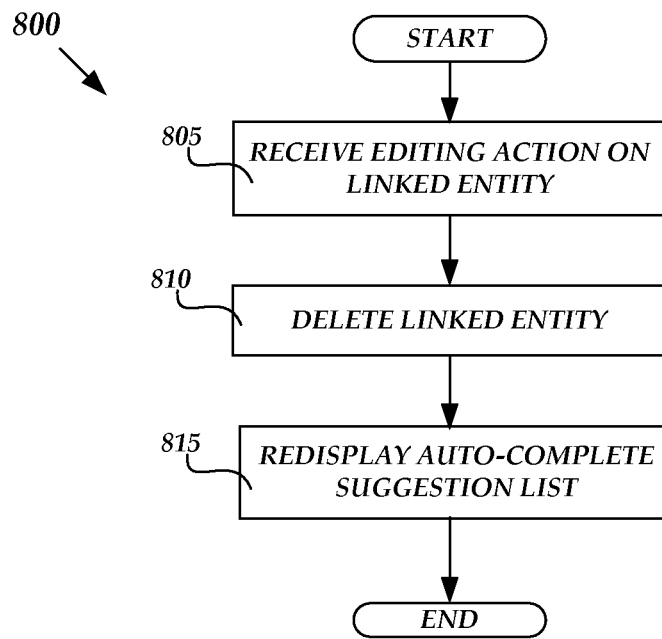 800
START
805
RECEIVE EDITING ACTION ON
LINKED ENTITY
810
DELETE LINKED ENTITY
815
REDISPLAY AUTO-COMPLETE
SUGGESTION LIST
END